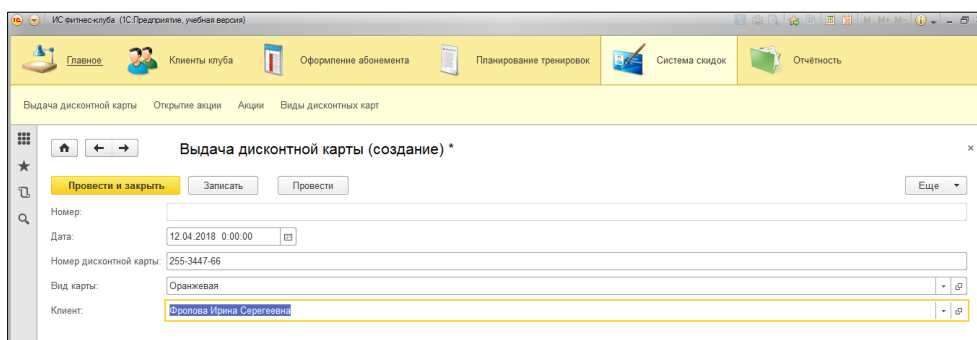 ИС фитнес-клуба (1С:Предприятие, учебная версия)
M M+ M-
Главное Клиенты клуба Оформление абонемента Планирование тренировок Система скидок Отчётность
Выдача дисконтной карты Открытие акции Акции Виды дисконтных карт
Выдача дисконтной карты (создание) *
Провести и закрыть Записать Провести Еще
Номер:
Дата: 12.04.2018 0:00:00
Номер дисконтной карты: 255-3447-66
Вид карты: Оранжевая
Клиент: Фролова Ирина Серегеевна